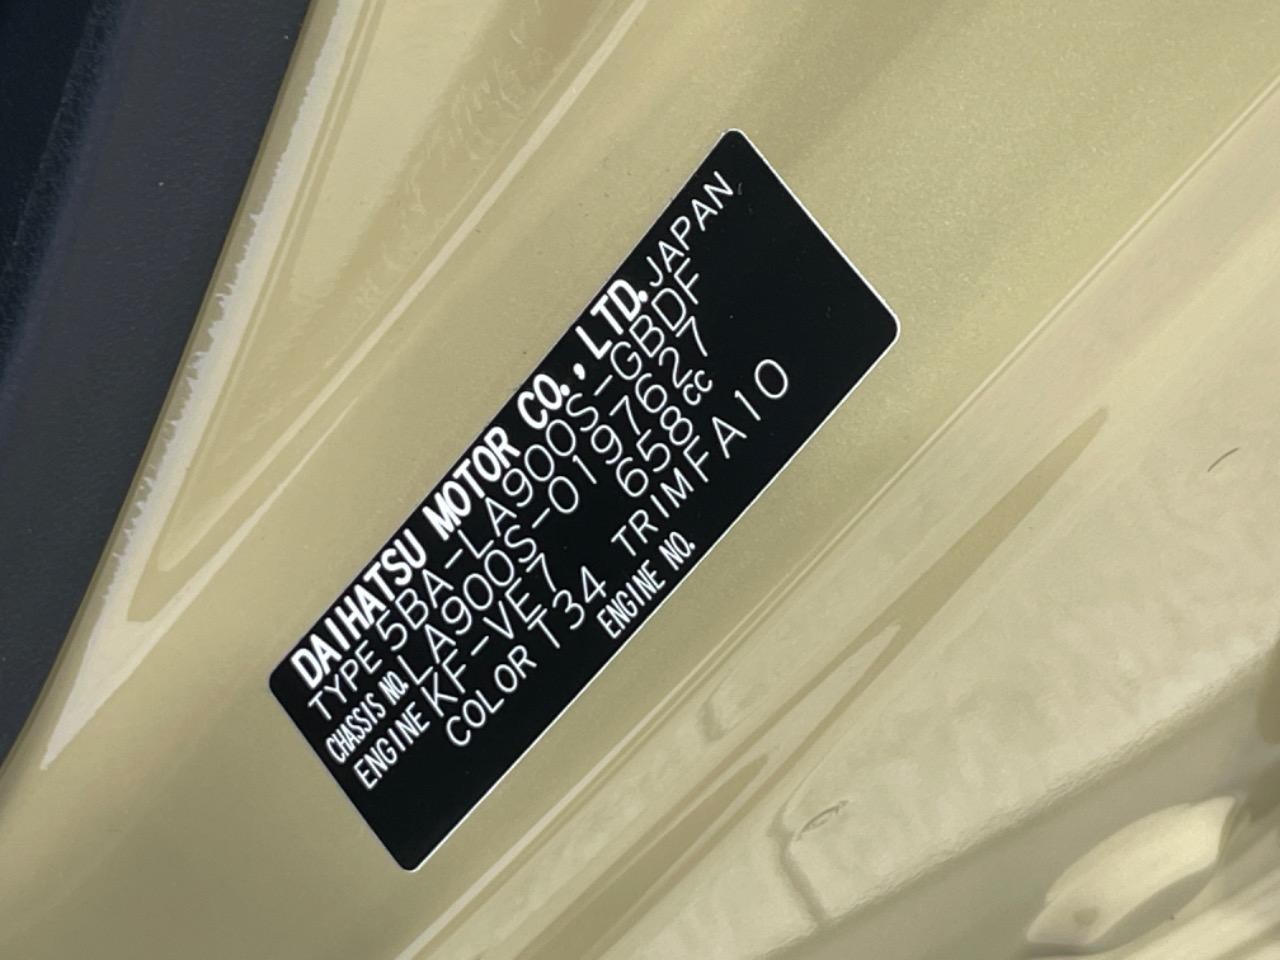 DAIHATSU MOTOR CO., LTD. JAPAN
TYPE 5BA-LA900S-GBDF
CHASSIS NO. LA900S-0197627
ENGINE KF-VE7 658cc
COLOR T34 TRIM FA10
ENGINE NO.